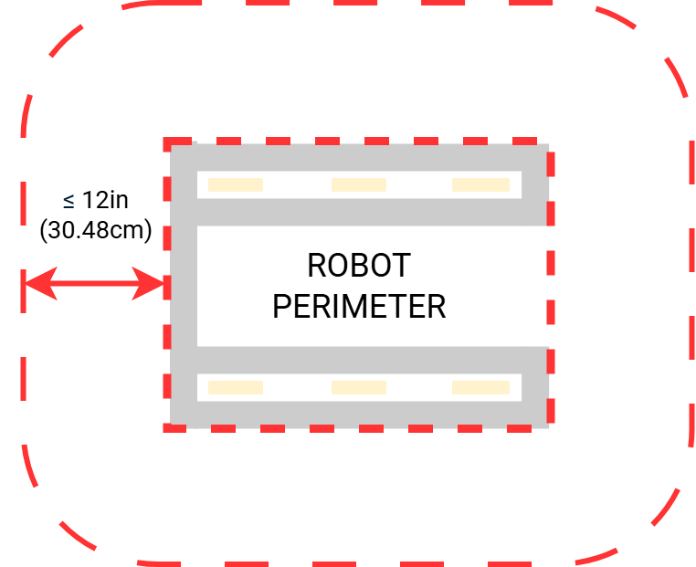 ≤ 12in
(30.48cm)
ROBOT
PERIMETER